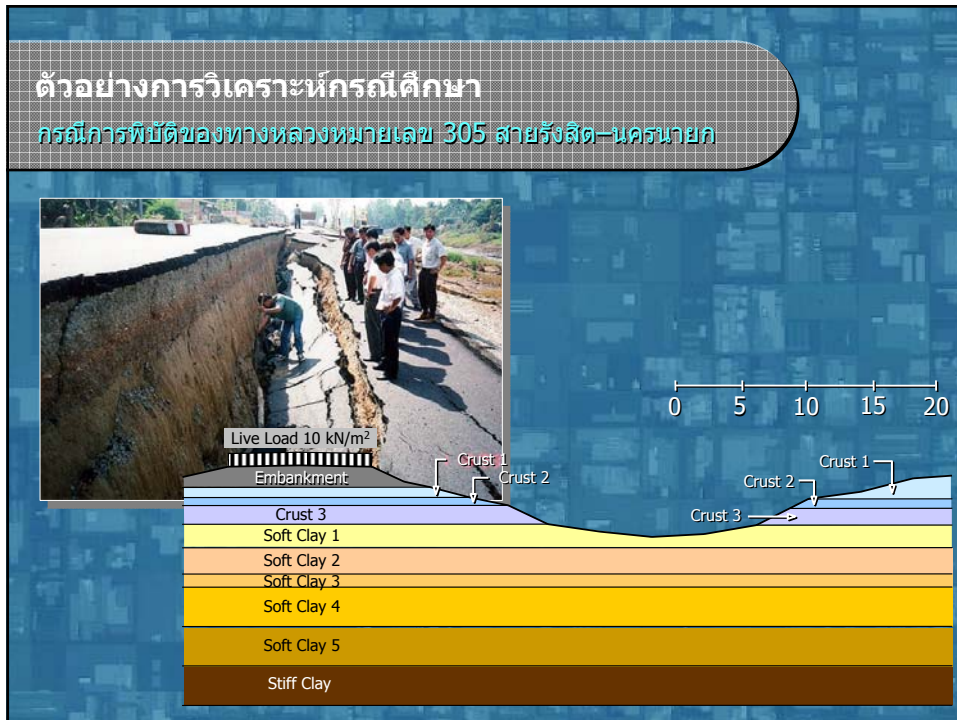 ตัวอย่างการวิเคราะห์กรณีศึกษา
กรณีการพิบัติของทางหลวงหมายเลข 305 สายรังสิต–นครนายก
0 5 10 15 20
Live Load 10 kN/m²
Embankment
Crust 1
Crust 2
Crust 3
Crust 1
Crust 2
Crust 3
Soft Clay 1
Soft Clay 2
Soft Clay 3
Soft Clay 4
Soft Clay 5
Stiff Clay